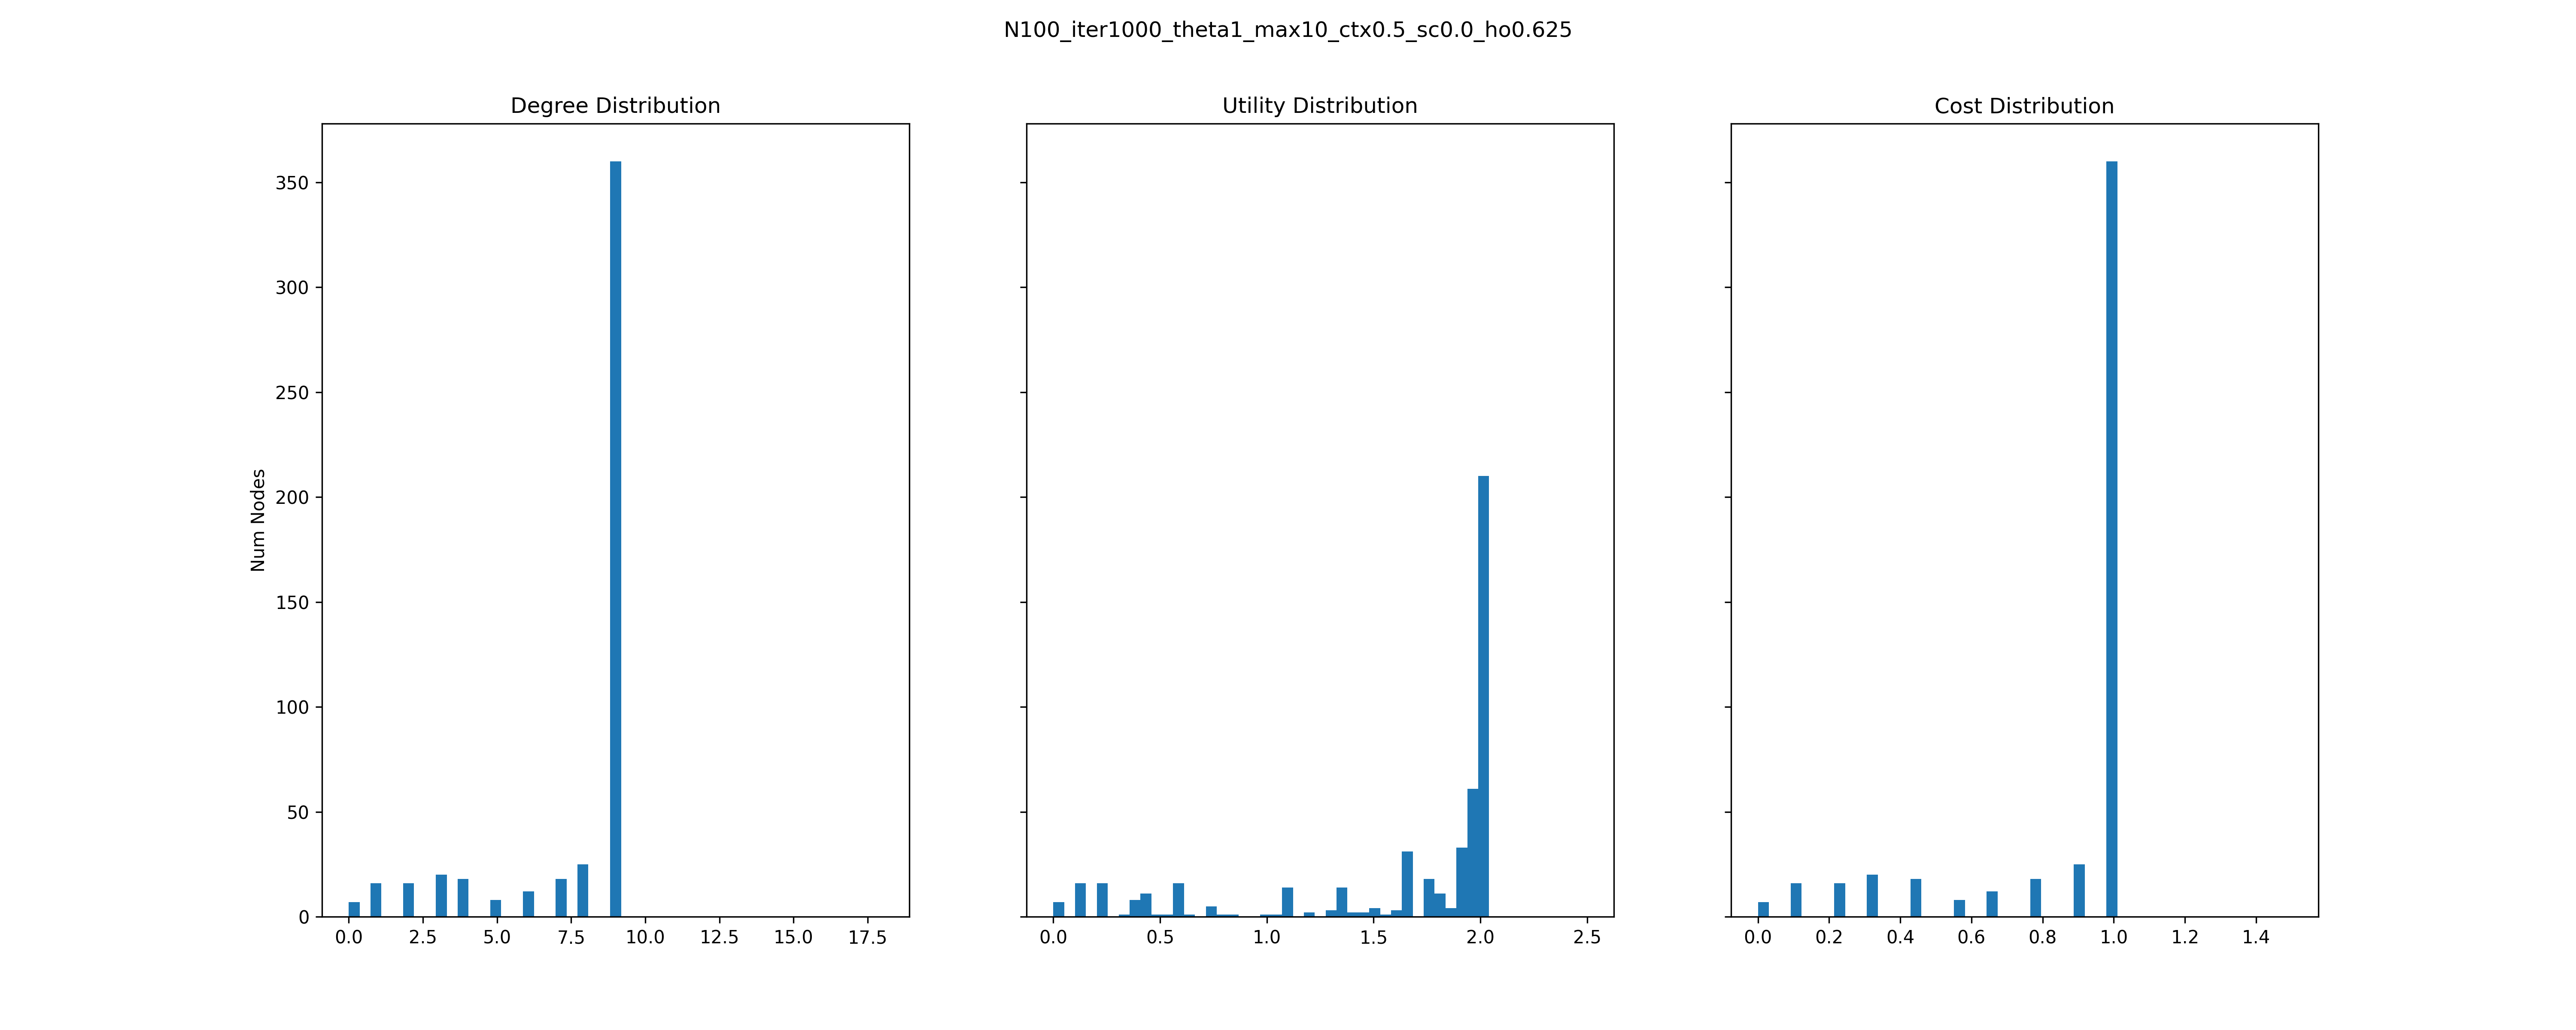 N100_iter1000_theta1_max10_ctx0.5_sc0.0_ho0.625
Degree Distribution
Num Nodes
350
300
250
200
150
100
50
0
0.0 2.5 5.0 7.5 10.0 12.5 15.0 17.5
Utility Distribution
0.0 0.5 1.0 1.5 2.0 2.5
Cost Distribution
0.0 0.2 0.4 0.6 0.8 1.0 1.2 1.4